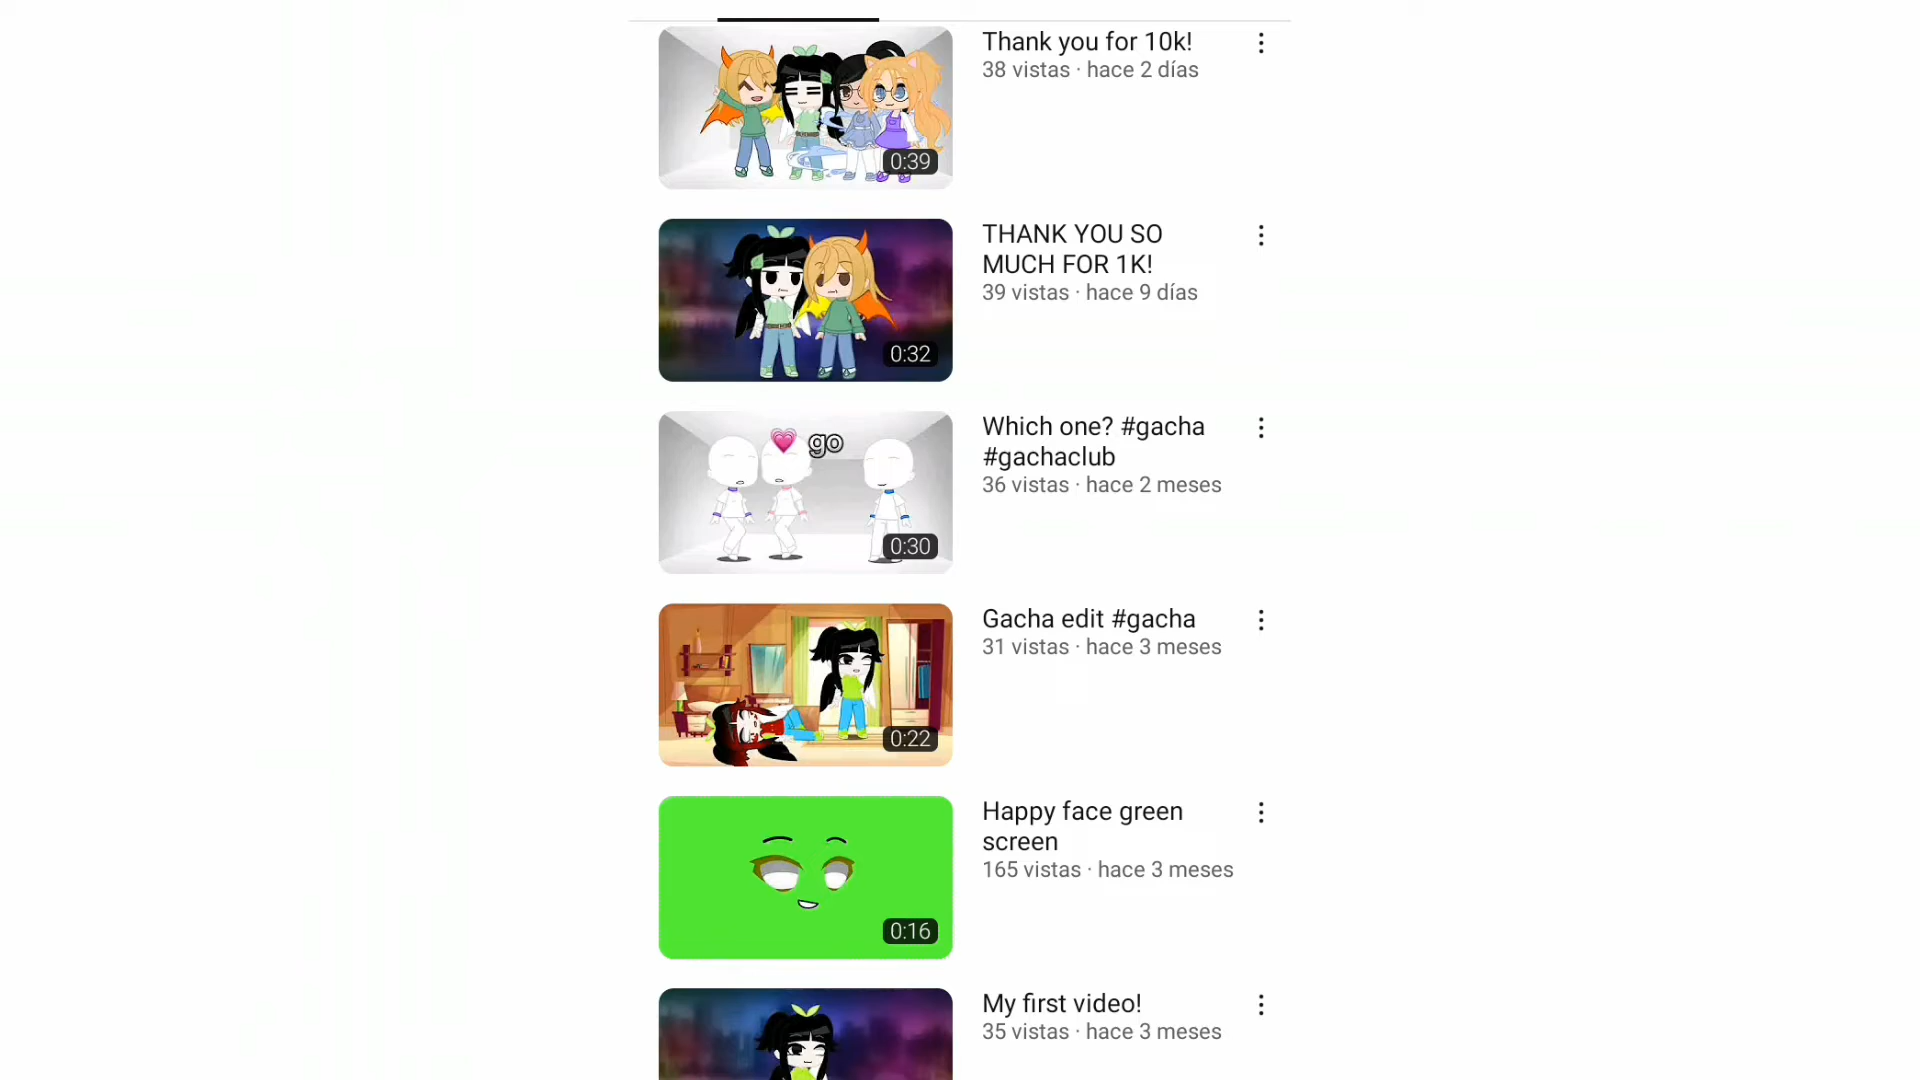 Thank you for 10k!
38 vistas · hace 2 días
0:39
THANK YOU SO
MUCH FOR 1K!
39 vistas · hace 9 días
0:32
Which one? #gacha
#gachaclub
36 vistas · hace 2 meses
go
0:30
Gacha edit #gacha
31 vistas · hace 3 meses
0:22
Happy face green
screen
165 vistas · hace 3 meses
0:16
My first video!
35 vistas · hace 3 meses